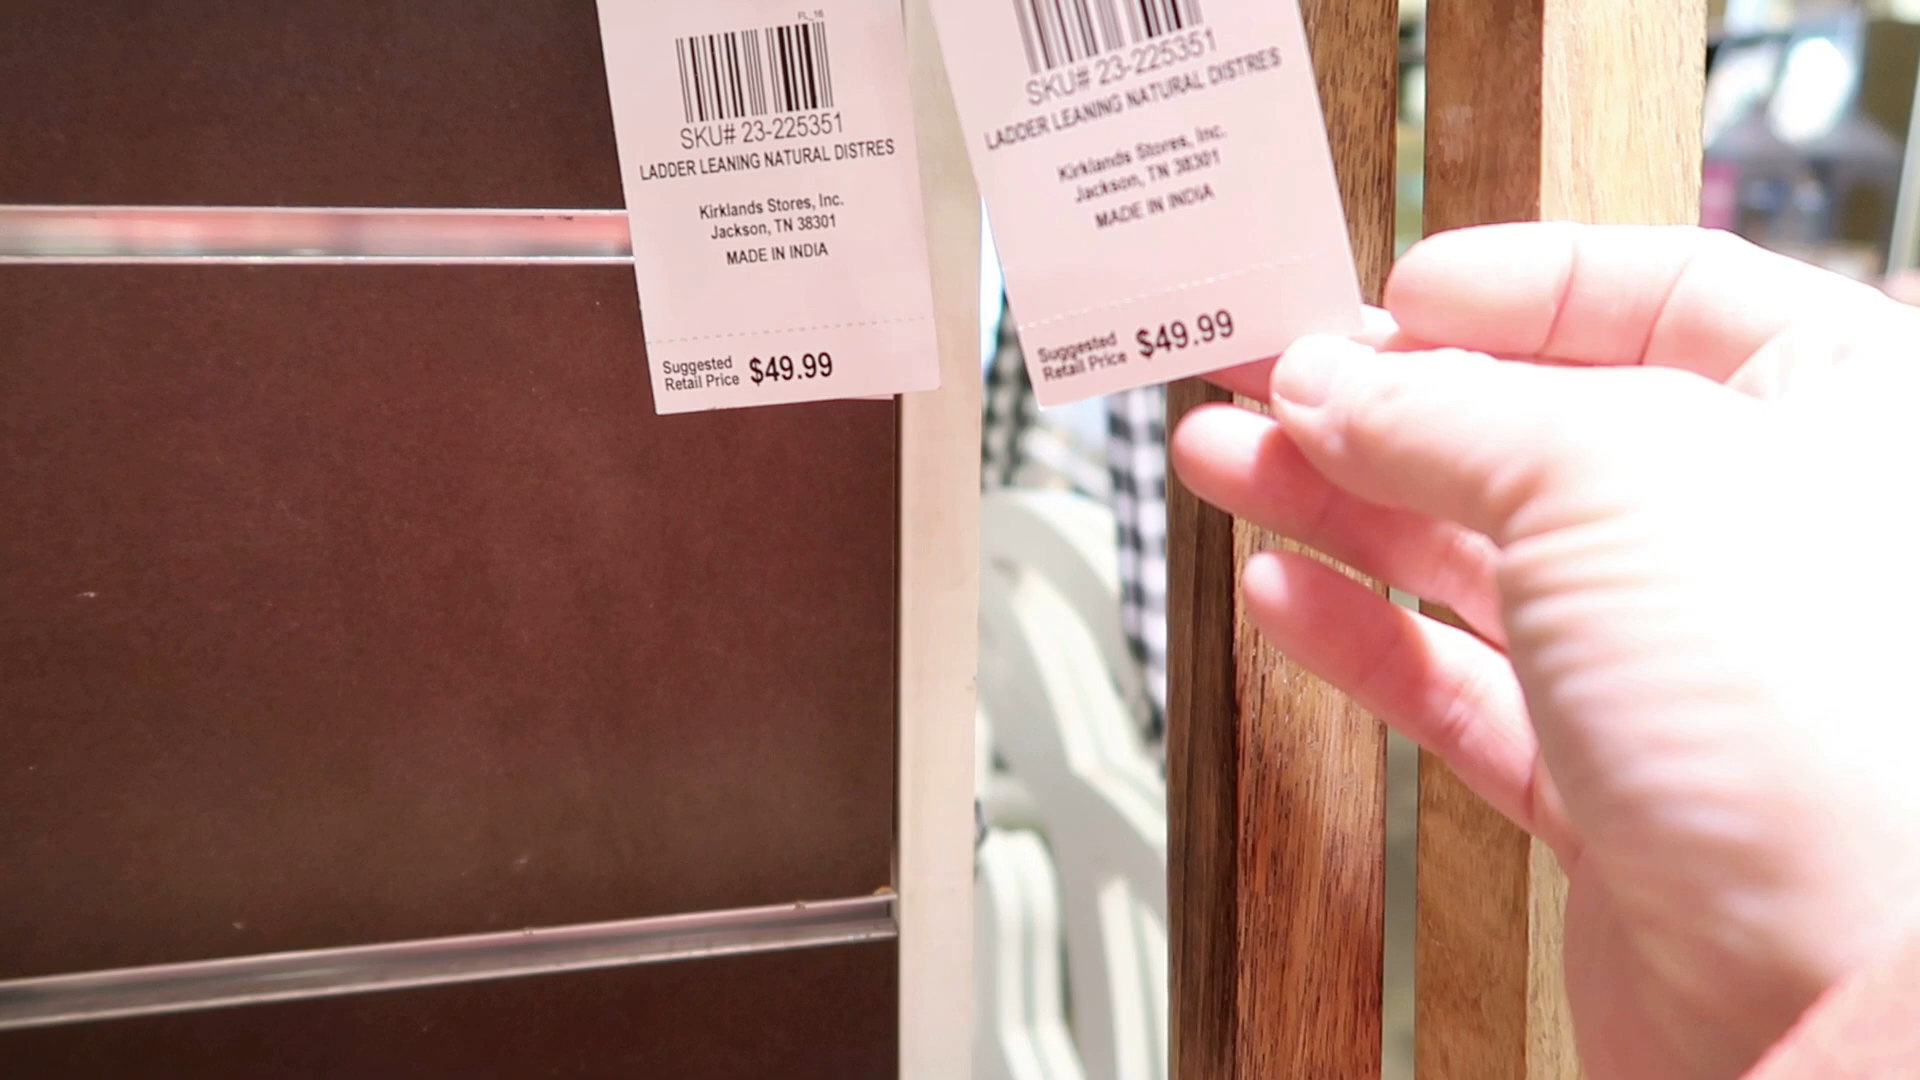 FL_16
SKU# 23-225351
LADDER LEANING NATURAL DISTRES
Kirklands Stores, Inc.
Jackson, TN 38301
MADE IN INDIA
Suggested
Retail Price $49.99
SKU# 23-225351
LADDER LEANING NATURAL DISTRES
Kirklands Stores, Inc.
Jackson, TN 38301
MADE IN INDIA
Suggested
Retail Price $49.99